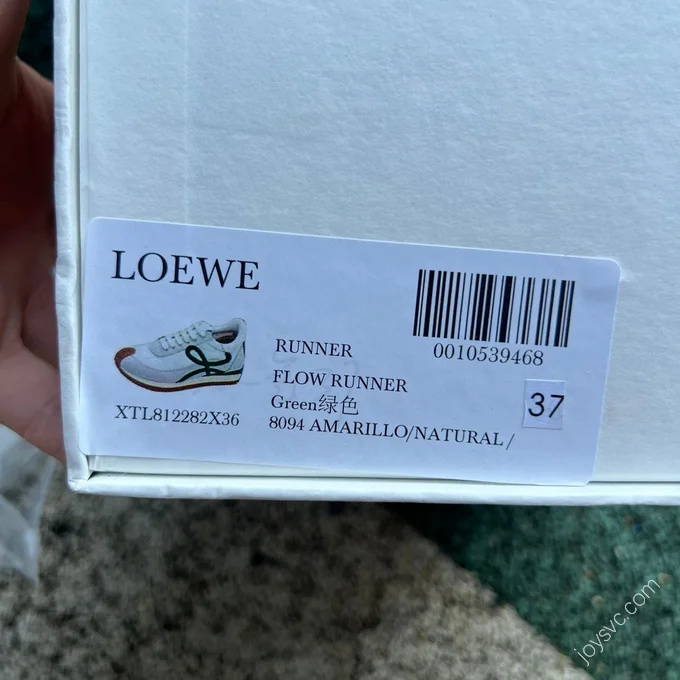 LOEWE
RUNNER
0010539468
FLOW RUNNER
Green绿色
37
XTL812282X36
8094 AMARILLO/NATURAL /
joysvc.com